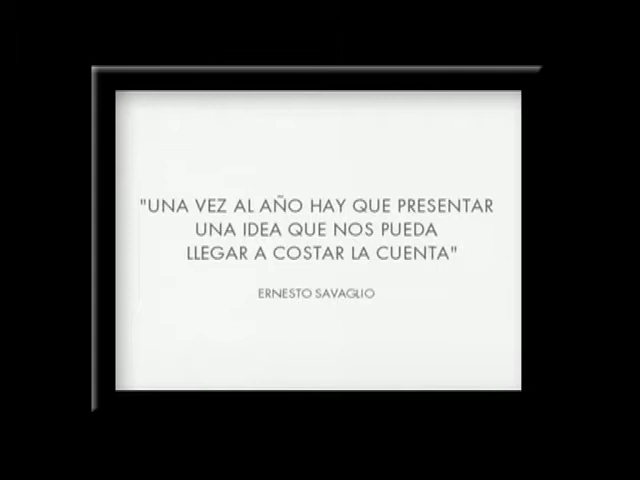 "UNA VEZ AL AÑO HAY QUE PRESENTAR
UNA IDEA QUE NOS PUEDA
LLEGAR A COSTAR LA CUENTA"
ERNESTO SAVAGLIO